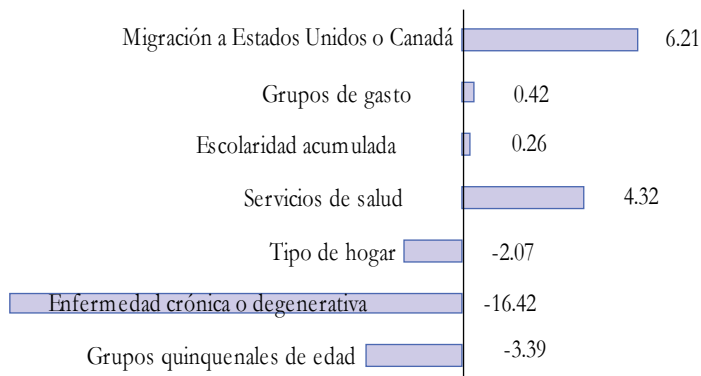 Migración a Estados Unidos o Canadá 6.21
Grupos de gasto 0.42
Escolaridad acumulada 0.26
Servicios de salud 4.32
Tipo de hogar -2.07
Enfermedad crónica o degenerativa -16.42
Grupos quinquenales de edad -3.39